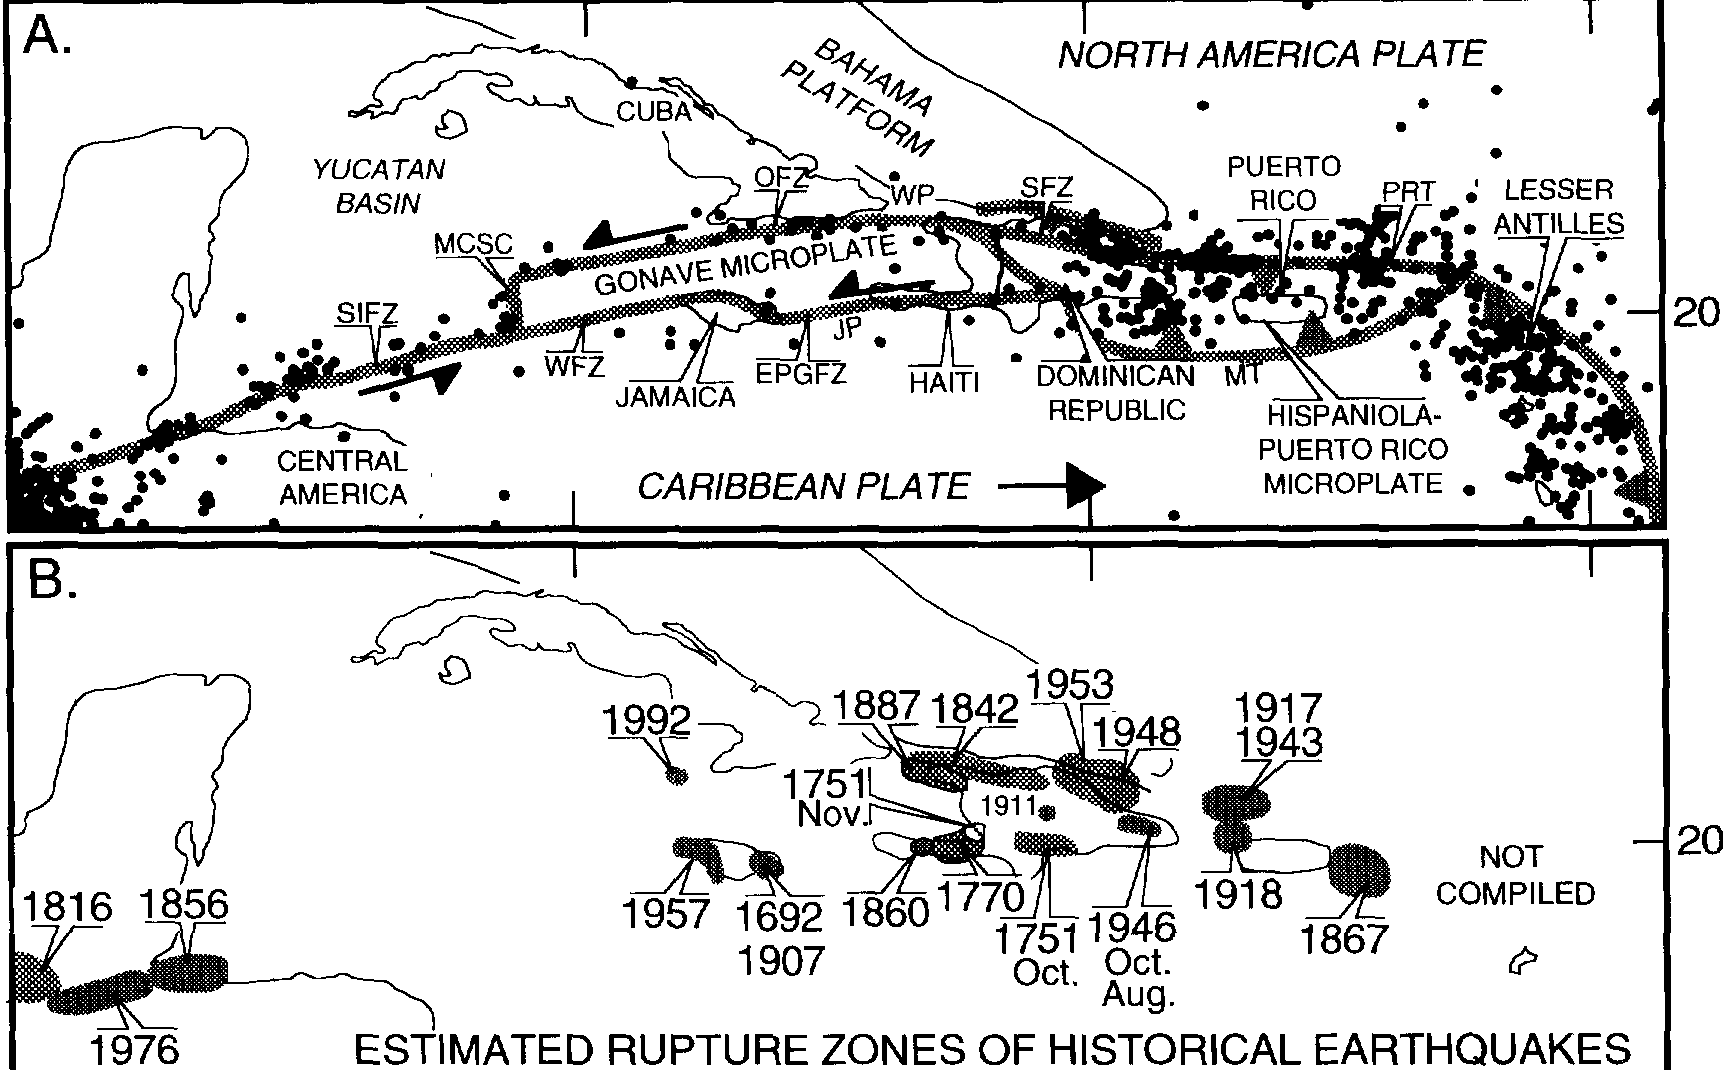 A.
NORTH AMERICA PLATE
BAHAMA
PLATFORM
CUBA
YUCATAN
BASIN
OFZ
WP
SFZ
PUERTO
RICO
PRT
LESSER
ANTILLES
MCSC
GONAVE MICROPLATE
SIFZ
20
WFZ
JAMAICA
EPGFZ
JP
HAITI
DOMINICAN
REPUBLIC
MT
HISPANIOLA-
PUERTO RICO
MICROPLATE
CENTRAL
AMERICA
CARIBBEAN PLATE
B.
1992
1887
1842
1953
1948
1917
1943
1751
Nov.
1911
20
NOT
COMPILED
1816
1856
1957
1692
1907
1860
1770
1751
Oct.
1946
Oct.
Aug.
1918
1867
1976
ESTIMATED RUPTURE ZONES OF HISTORICAL EARTHQUAKES